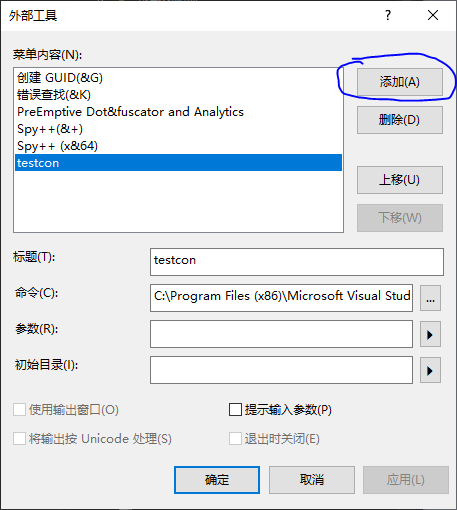 外部工具
菜单内容(N):
创建 GUID(&G)
错误查找(&K)
PreEmptive Dot&fuscator and Analytics
Spy++(&+)
Spy++ (x&64)
testcon
添加(A)
删除(D)
上移(U)
下移(W)
标题(T):
testcon
命令(C):
C:\Program Files (x86)\Microsoft Visual Stud
...
参数(R):
初始目录(I):
使用输出窗口(O)
提示输入参数(P)
将输出按 Unicode 处理(S)
退出时关闭(E)
确定
取消
应用(L)